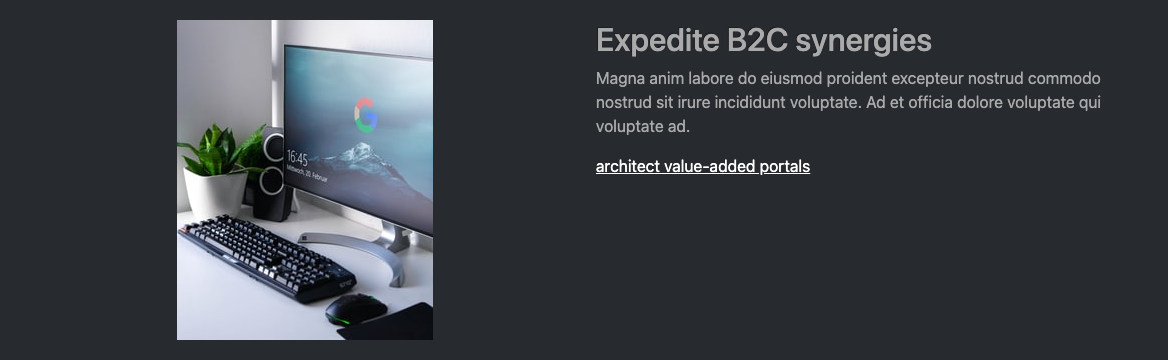 Expedite B2C synergies
Magna anim labore do eiusmod proident excepteur nostrud commodo
nostrud sit irure incididunt voluptate. Ad et officia dolore voluptate qui
voluptate ad.
architect value-added portals
16:45
Mittwoch, 20. Februar